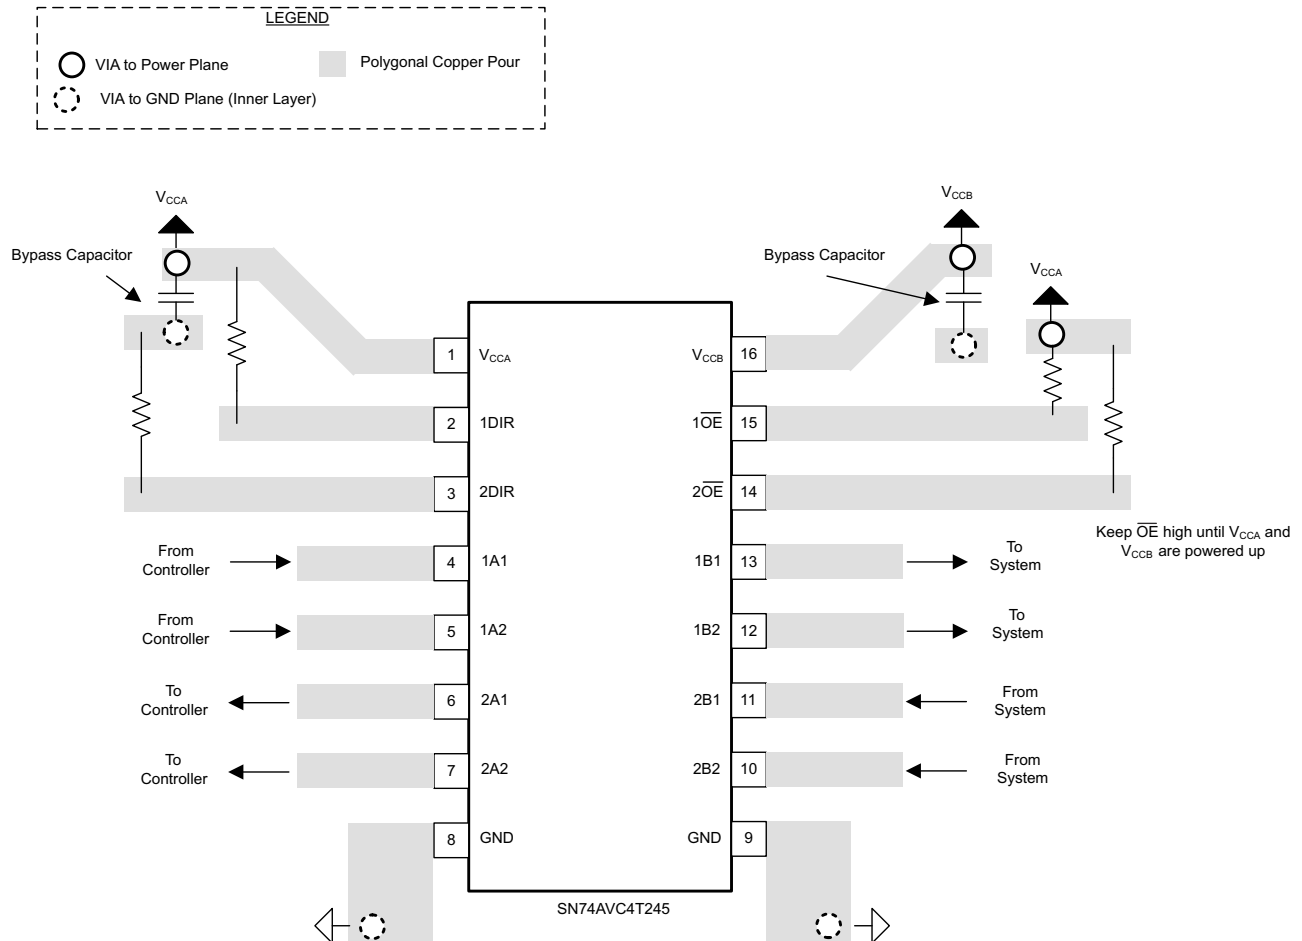 LEGEND
VIA to Power Plane
Polygonal Copper Pour
VIA to GND Plane (Inner Layer)
VCCA
VCCB
Bypass Capacitor
Bypass Capacitor
VCCA
1
VCCA
VCCB
16
2
1DIR
1O̅E̅
15
3
2DIR
2O̅E̅
14
Keep O̅E̅ high until VCCA and
VCCB are powered up
From
Controller
4
1A1
1B1
13
To
System
From
Controller
5
1A2
1B2
12
To
System
To
Controller
6
2A1
2B1
11
From
System
To
Controller
7
2A2
2B2
10
From
System
8
GND
GND
9
SN74AVC4T245